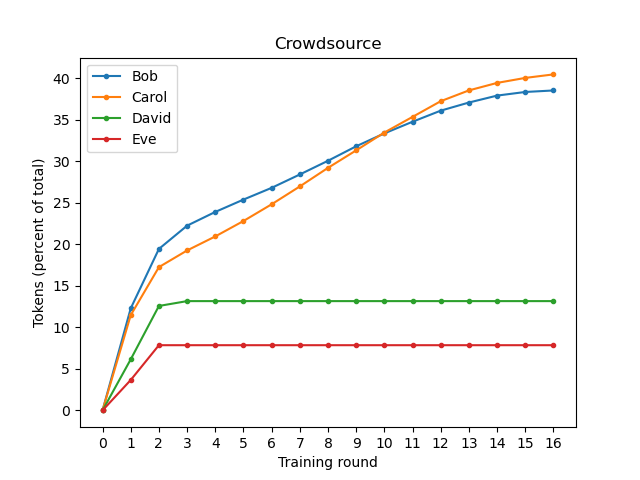 Crowdsource
Bob
Carol
David
Eve
Tokens (percent of total)
40
35
30
25
20
15
10
5
0
0 1 2 3 4 5 6 7 8 9 10 11 12 13 14 15 16
Training round